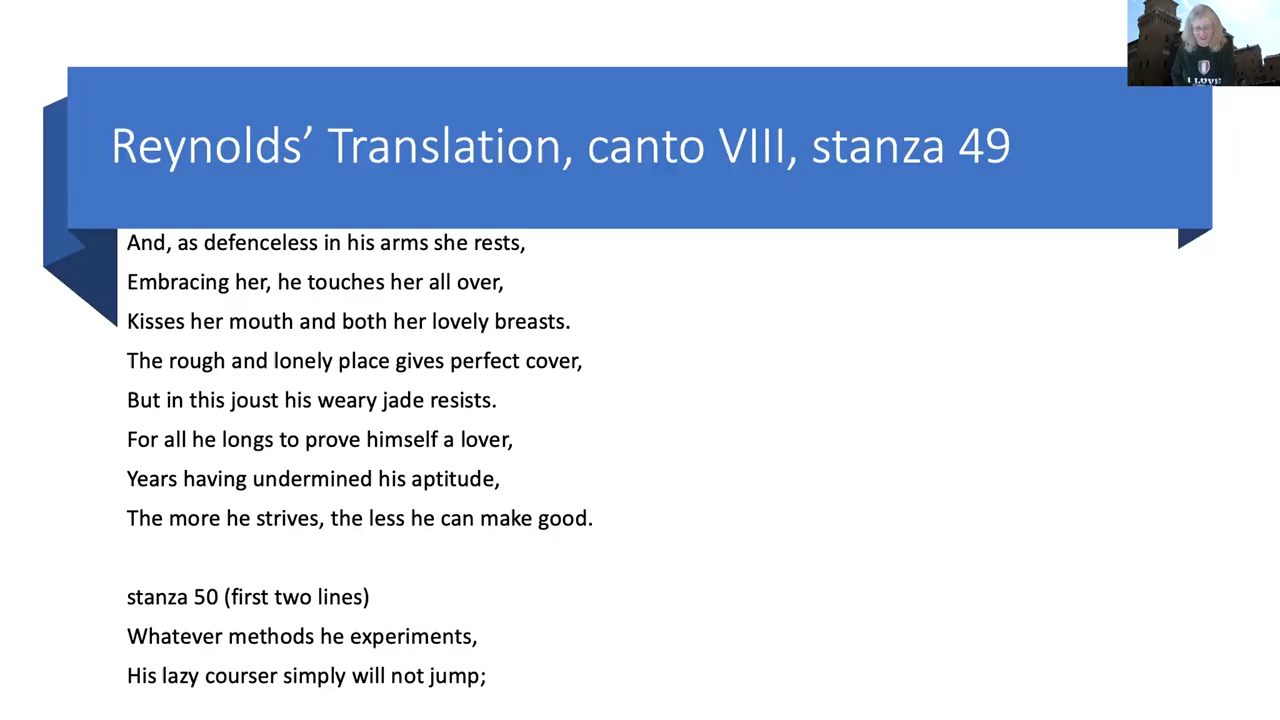 Reynolds’ Translation, canto VIII, stanza 49
And, as defenceless in his arms she rests,
Embracing her, he touches her all over,
Kisses her mouth and both her lovely breasts.
The rough and lonely place gives perfect cover,
But in this joust his weary jade resists.
For all he longs to prove himself a lover,
Years having undermined his aptitude,
The more he strives, the less he can make good.
stanza 50 (first two lines)
Whatever methods he experiments,
His lazy courser simply will not jump;
I LOVE